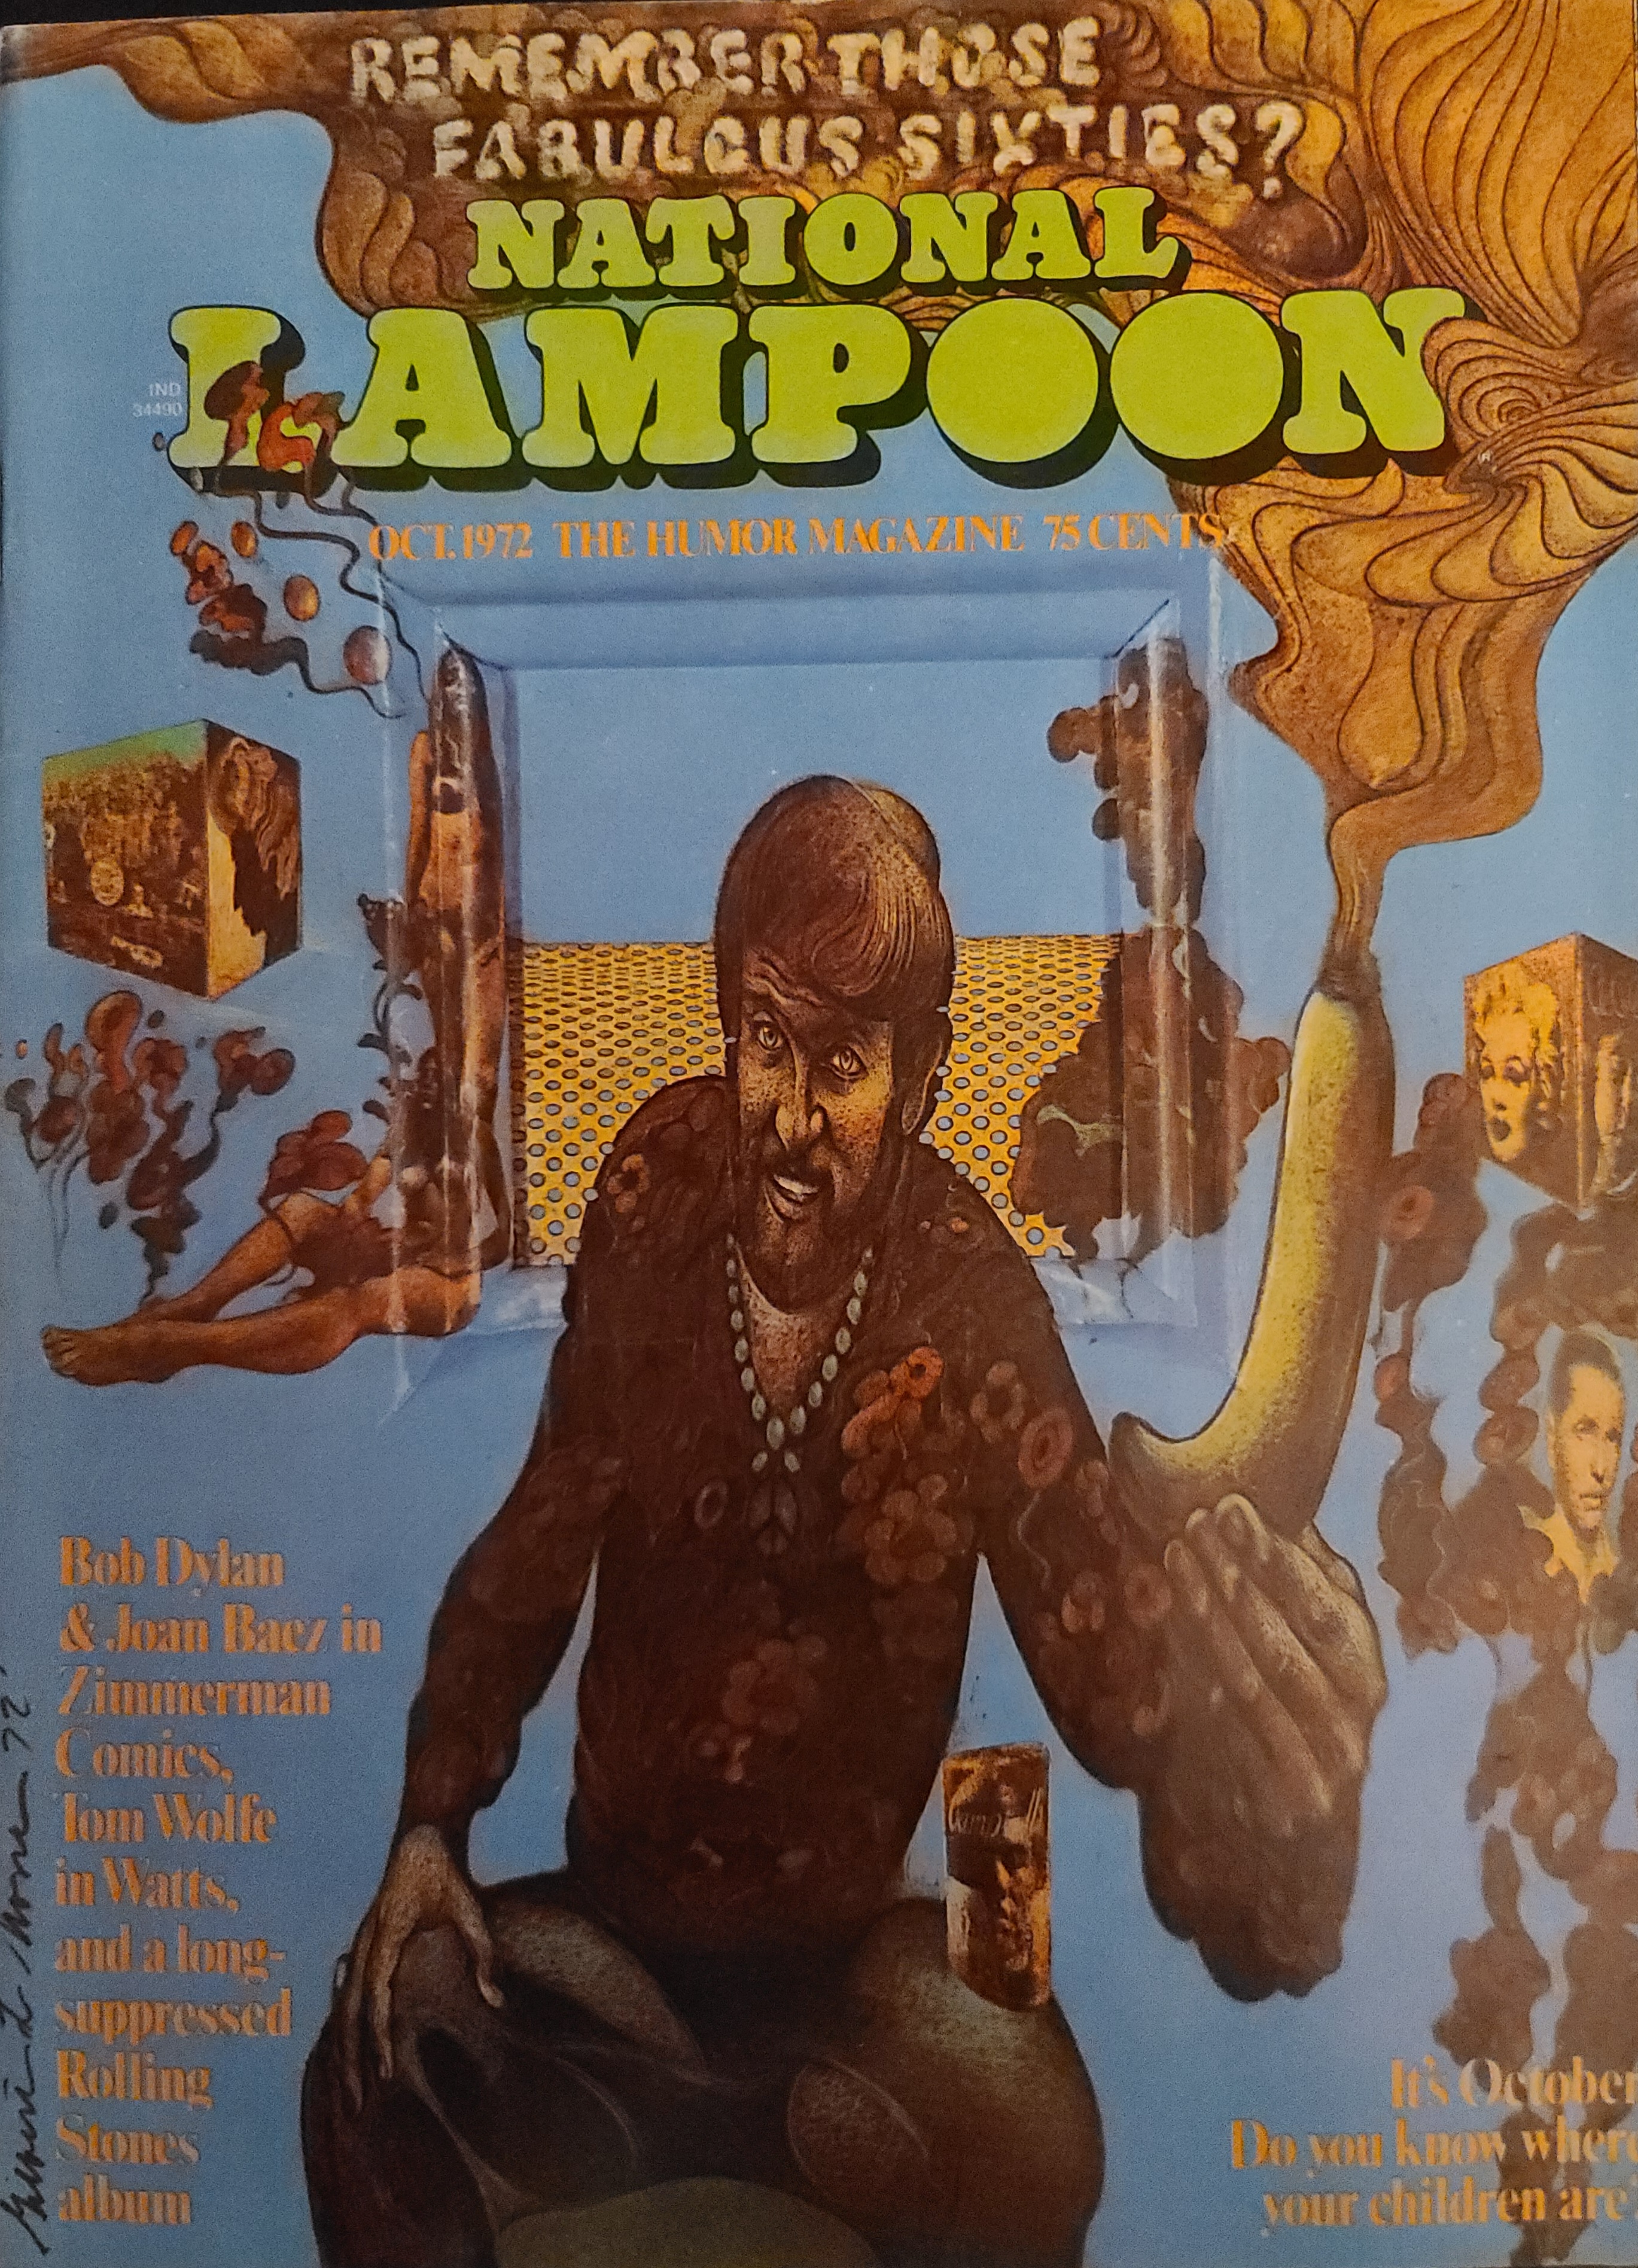 REMEMBER THOSE
FABULOUS SIXTIES?
NATIONAL
LAMPOON
IND
34490
OCT. 1972 THE HUMOR MAGAZINE 75 CENTS
Bob Dylan
& Joan Baez in
Zimmerman
Comics,
Tom Wolfe
in Watts,
and a long-
suppressed
Rolling
Stones
album
Campbell
It's October
Do you know where
your children are?
72